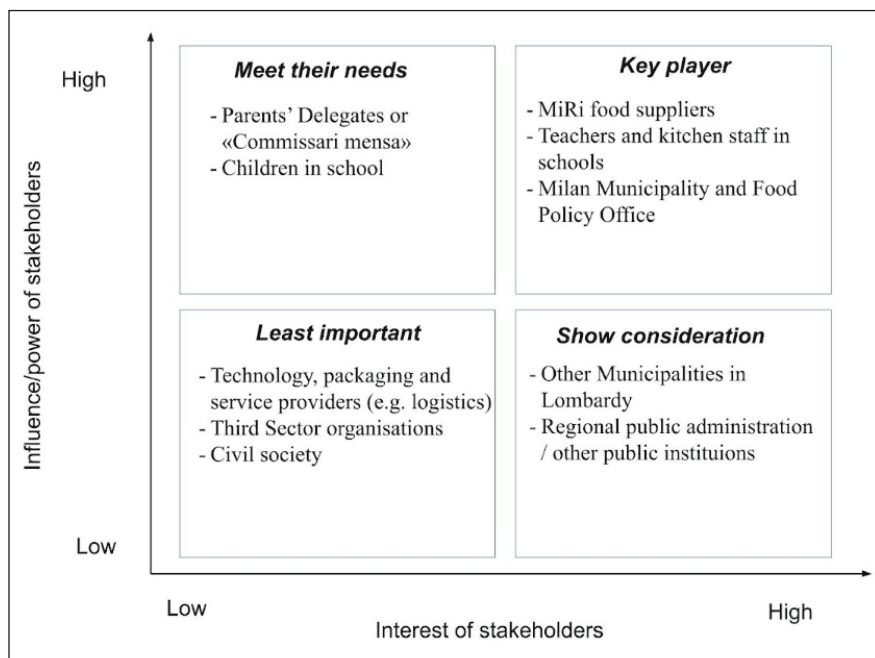 High
Influence/power of stakeholders
Low
Meet their needs
- Parents' Delegates or
«Commissari mensa»
- Children in school
Key player
- MiRi food suppliers
- Teachers and kitchen staff in
schools
- Milan Municipality and Food
Policy Office
Least important
- Technology, packaging and
service providers (e.g. logistics)
- Third Sector organisations
- Civil society
Show consideration
- Other Municipalities in
Lombardy
- Regional public administration
/ other public instituions
Low
High
Interest of stakeholders